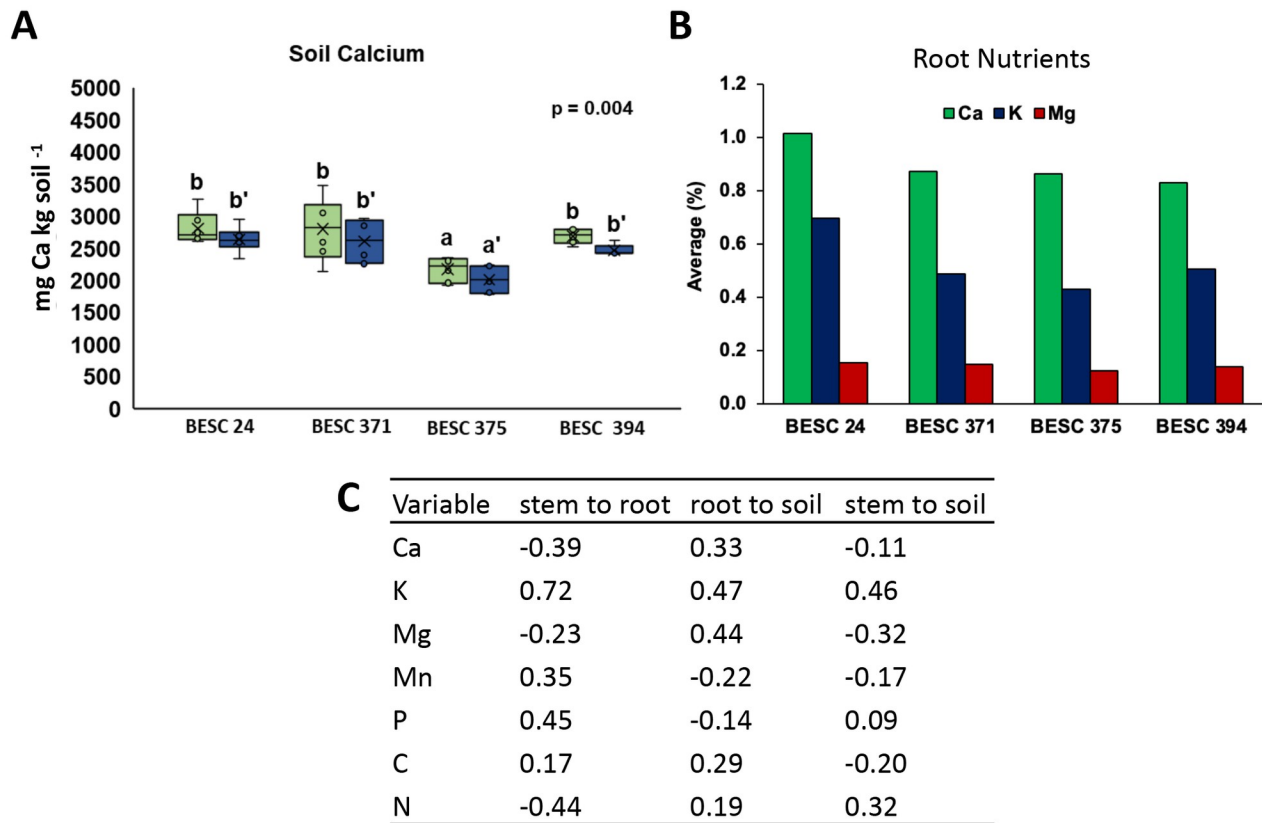 A
Soil Calcium
5000
4500
4000
3500
3000
2500
2000
1500
1000
500
0
mg Ca kg soil -1
p = 0.004
b
b'
b
b'
a
a'
b
b'
BESC 24
BESC 371
BESC 375
BESC 394
B
Root Nutrients
1.2
1.0
0.8
0.6
0.4
0.2
0.0
Average (%)
Ca K Mg
BESC 24
BESC 371
BESC 375
BESC 394
C
Variable stem to root root to soil stem to soil
Ca -0.39 0.33 -0.11
K 0.72 0.47 0.46
Mg -0.23 0.44 -0.32
Mn 0.35 -0.22 -0.17
P 0.45 -0.14 0.09
C 0.17 0.29 -0.20
N -0.44 0.19 0.32